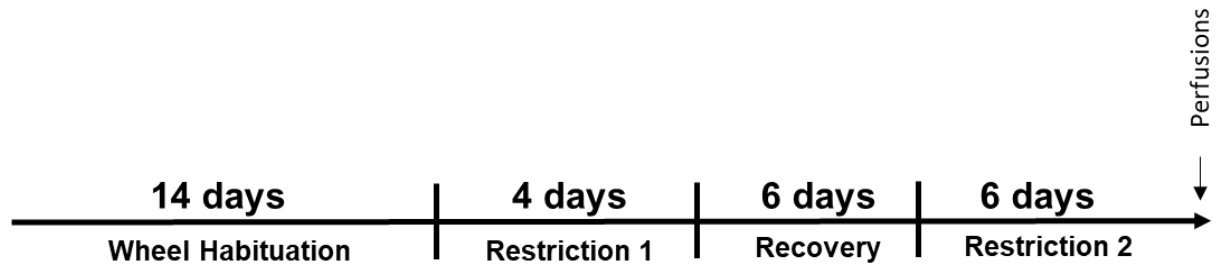 Perfusions
14 days
4 days
6 days
6 days
Wheel Habituation
Restriction 1
Recovery
Restriction 2